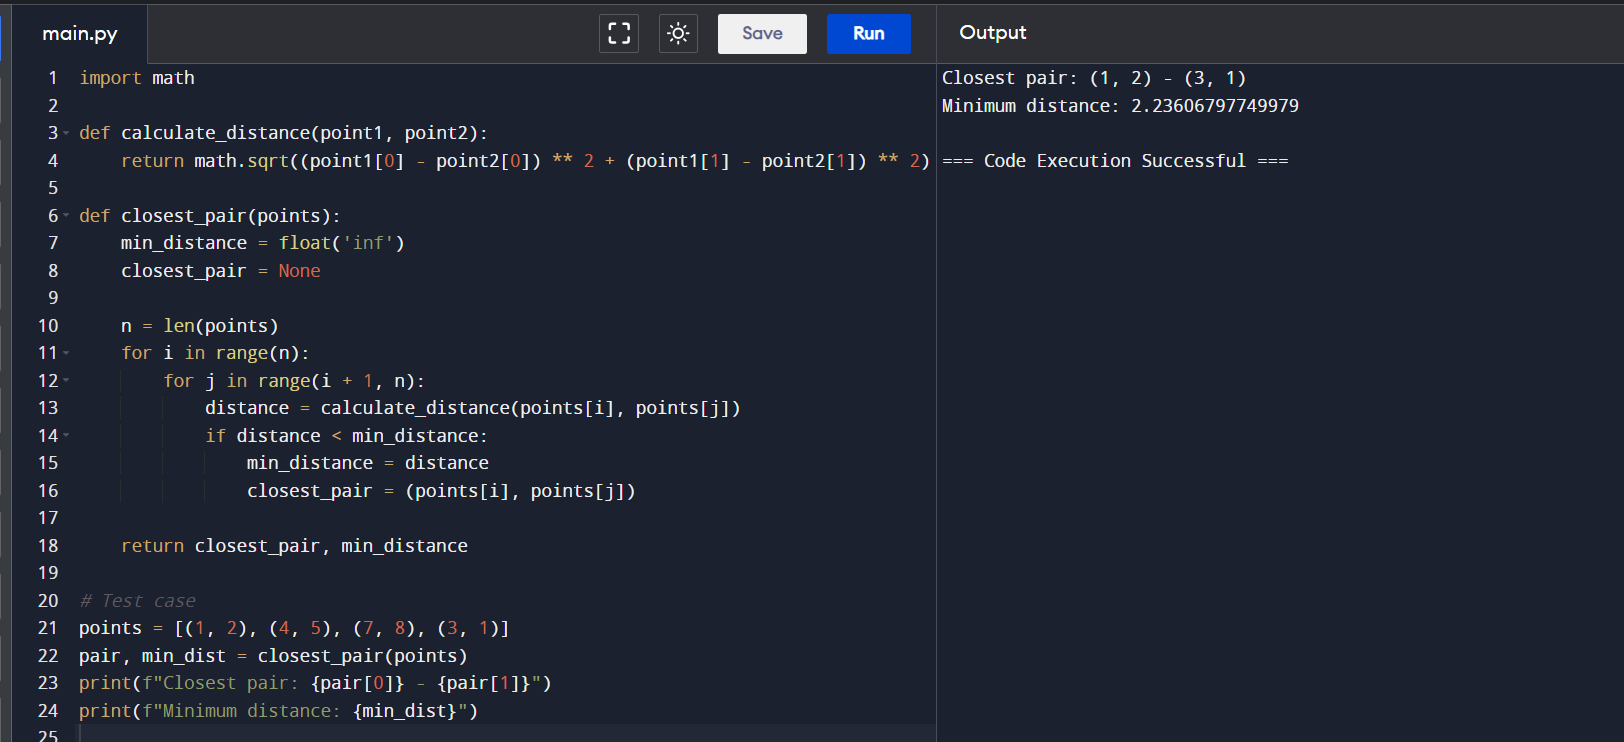 main.py
Save
Run
Output
1 import math
2
3 def calculate_distance(point1, point2):
4     return math.sqrt((point1[0] - point2[0]) ** 2 + (point1[1] - point2[1]) ** 2)
5
6 def closest_pair(points):
7     min_distance = float('inf')
8     closest_pair = None
9
10     n = len(points)
11     for i in range(n):
12         for j in range(i + 1, n):
13             distance = calculate_distance(points[i], points[j])
14             if distance < min_distance:
15                 min_distance = distance
16                 closest_pair = (points[i], points[j])
17
18     return closest_pair, min_distance
19
20 # Test case
21 points = [(1, 2), (4, 5), (7, 8), (3, 1)]
22 pair, min_dist = closest_pair(points)
23 print(f"Closest pair: {pair[0]} - {pair[1]}")
24 print(f"Minimum distance: {min_dist}")
25
Closest pair: (1, 2) - (3, 1)
Minimum distance: 2.23606797749979
=== Code Execution Successful ===